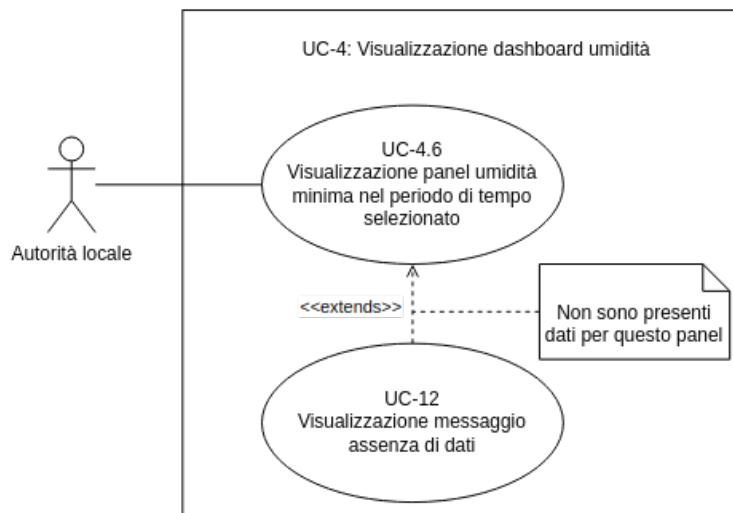 UC-4: Visualizzazione dashboard umidità
UC-4.6
Visualizzazione panel umidità
minima nel periodo di tempo
selezionato
Autorità locale
<<extends>>
Non sono presenti
dati per questo panel
UC-12
Visualizzazione messaggio
assenza di dati